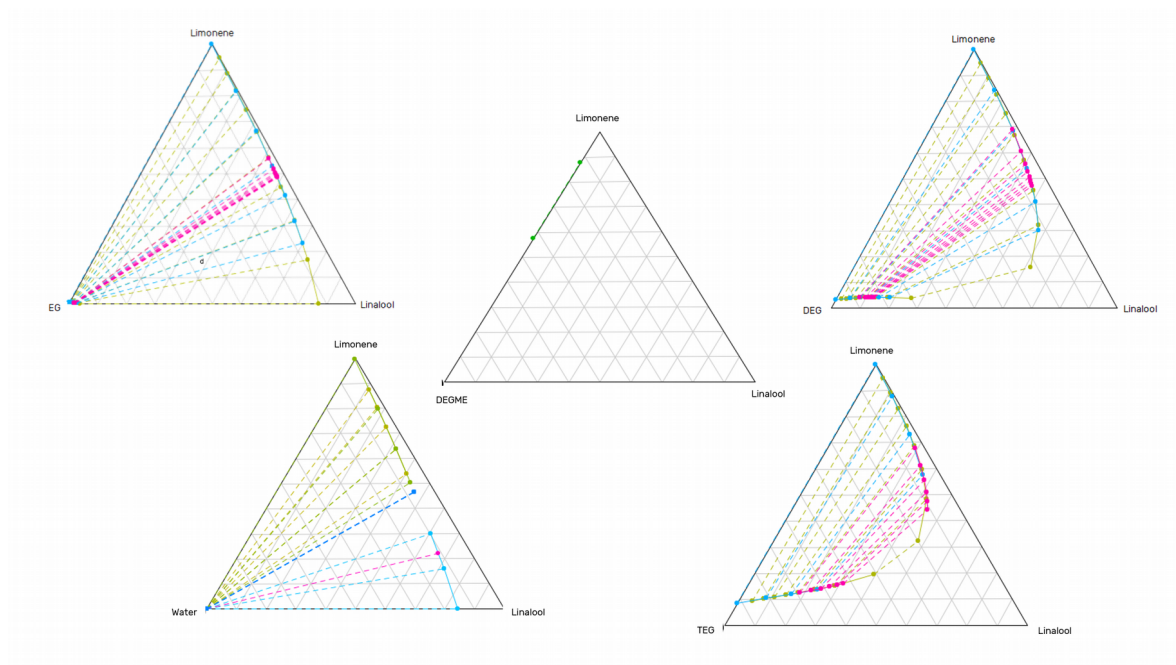 Limonene
EG
Linalool
d
Limonene
DEGME
Linalool
Limonene
DEG
Linalool
Limonene
Water
Linalool
Limonene
TEG
Linalool